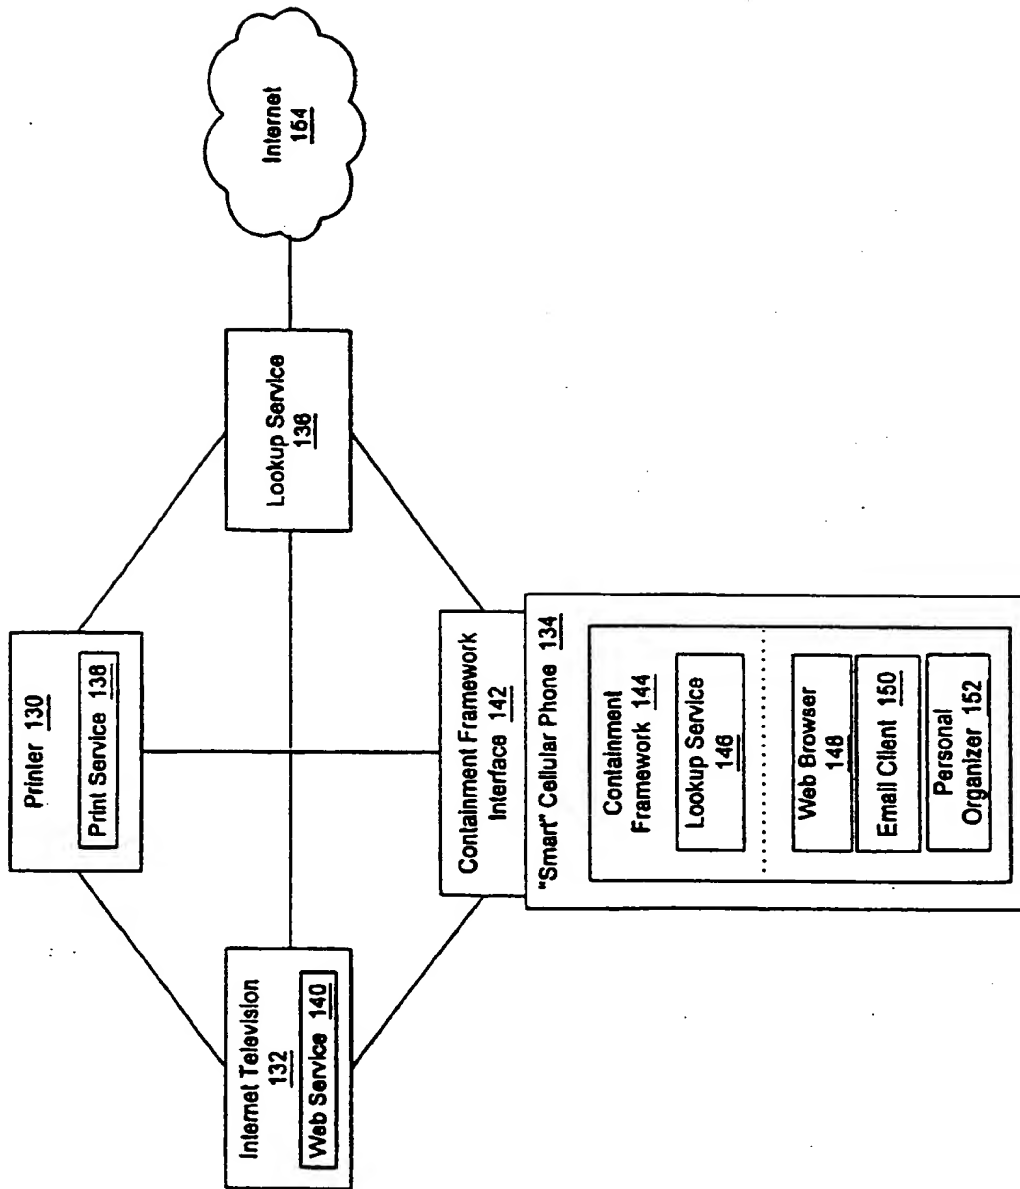 Printer 130
Print Service 138
Internet Television
132
Web Service 140
Lookup Service
136
Internet
154
Containment Framework
Interface 142
"Smart" Cellular Phone 134
Containment
Framework 144
Lookup Service
146
Web Browser
148
Email Client 150
Personal
Organizer 152